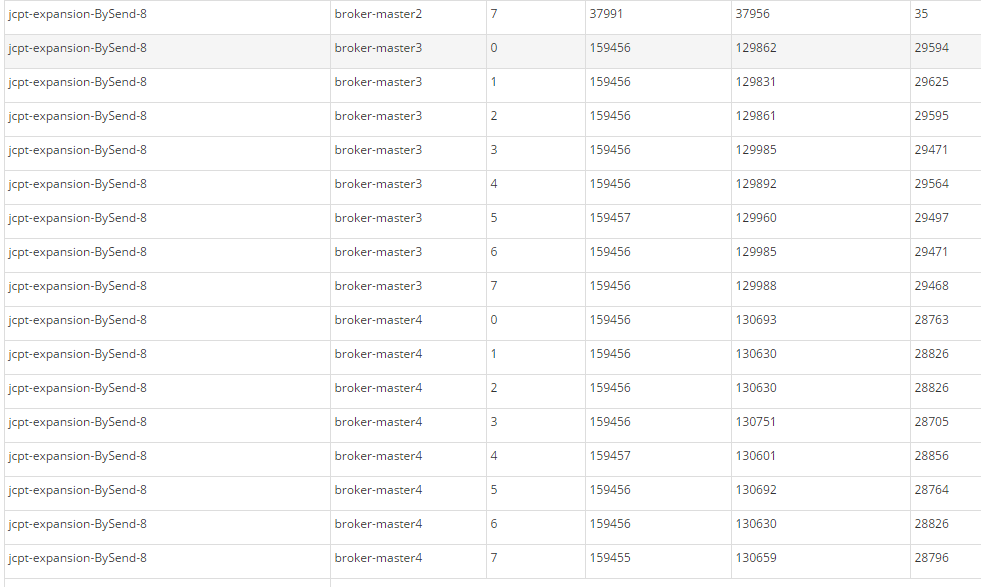 jcpt-expansion-BySend-8 broker-master2 7 37991 37956 35
jcpt-expansion-BySend-8 broker-master3 0 159456 129862 29594
jcpt-expansion-BySend-8 broker-master3 1 159456 129831 29625
jcpt-expansion-BySend-8 broker-master3 2 159456 129861 29595
jcpt-expansion-BySend-8 broker-master3 3 159456 129985 29471
jcpt-expansion-BySend-8 broker-master3 4 159456 129892 29564
jcpt-expansion-BySend-8 broker-master3 5 159457 129960 29497
jcpt-expansion-BySend-8 broker-master3 6 159456 129985 29471
jcpt-expansion-BySend-8 broker-master3 7 159456 129988 29468
jcpt-expansion-BySend-8 broker-master4 0 159456 130693 28763
jcpt-expansion-BySend-8 broker-master4 1 159456 130630 28826
jcpt-expansion-BySend-8 broker-master4 2 159456 130630 28826
jcpt-expansion-BySend-8 broker-master4 3 159456 130751 28705
jcpt-expansion-BySend-8 broker-master4 4 159457 130601 28856
jcpt-expansion-BySend-8 broker-master4 5 159456 130692 28764
jcpt-expansion-BySend-8 broker-master4 6 159456 130630 28826
jcpt-expansion-BySend-8 broker-master4 7 159455 130659 28796